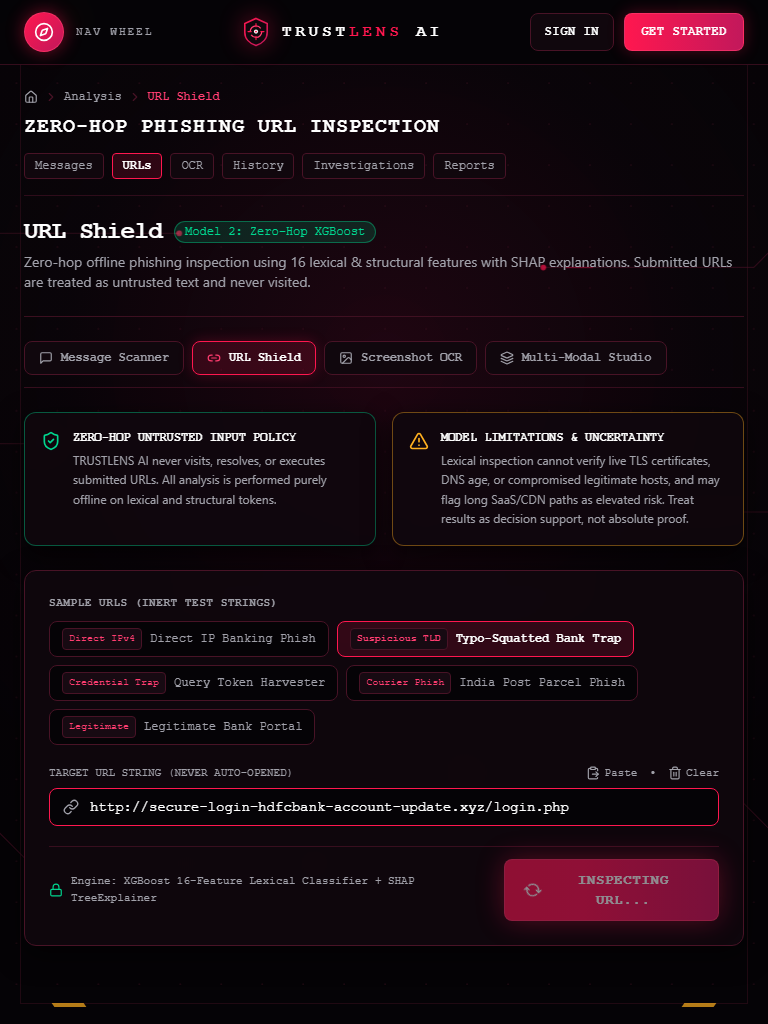 NAV WHEEL
TRUSTLENS AI
SIGN IN
GET STARTED
Analysis
URL Shield
ZERO-HOP PHISHING URL INSPECTION
Messages
URLs
OCR
History
Investigations
Reports
URL Shield
Model 2: Zero-Hop XGBoost
Zero-hop offline phishing inspection using 16 lexical & structural features with SHAP explanations. Submitted URLs
are treated as untrusted text and never visited.
Message Scanner
URL Shield
Screenshot OCR
Multi-Modal Studio
ZERO-HOP UNTRUSTED INPUT POLICY
TRUSTLENS AI never visits, resolves, or executes
submitted URLs. All analysis is performed purely
offline on lexical and structural tokens.
MODEL LIMITATIONS & UNCERTAINTY
Lexical inspection cannot verify live TLS certificates,
DNS age, or compromised legitimate hosts, and may
flag long SaaS/CDN paths as elevated risk. Treat
results as decision support, not absolute proof.
SAMPLE URLS (INERT TEST STRINGS)
Direct IPv4 Direct IP Banking Phish
Suspicious TLD Typo-Squatted Bank Trap
Credential Trap Query Token Harvester
Courier Phish India Post Parcel Phish
Legitimate Legitimate Bank Portal
TARGET URL STRING (NEVER AUTO-OPENED)
Paste • Clear
http://secure-login-hdfcbank-account-update.xyz/login.php
Engine: XGBoost 16-Feature Lexical Classifier + SHAP
TreeExplainer
INSPECTING
URL...